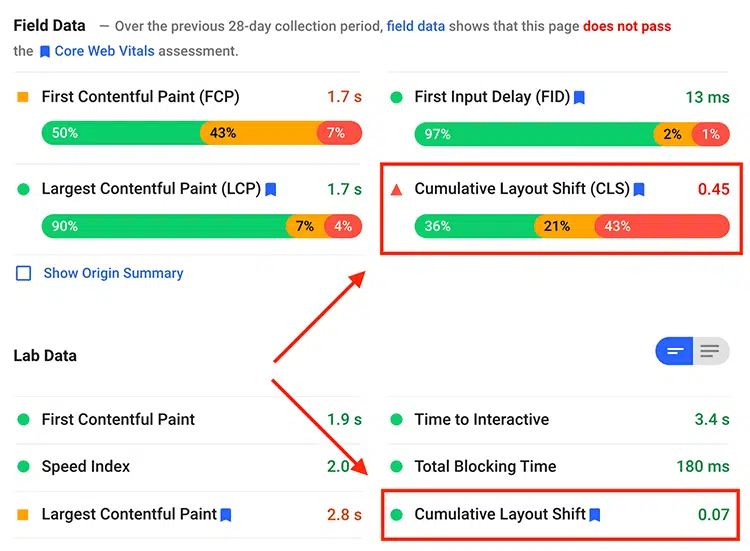 Field Data — Over the previous 28-day collection period, field data shows that this page does not pass
the Core Web Vitals assessment.
First Contentful Paint (FCP) 1.7 s
50% 43% 7%
First Input Delay (FID) 13 ms
97% 2% 1%
Largest Contentful Paint (LCP) 1.7 s
90% 7% 4%
Cumulative Layout Shift (CLS) 0.45
36% 21% 43%
Show Origin Summary
Lab Data
First Contentful Paint 1.9 s
Time to Interactive 3.4 s
Speed Index 2.0
Total Blocking Time 180 ms
Largest Contentful Paint 2.8 s
Cumulative Layout Shift 0.07